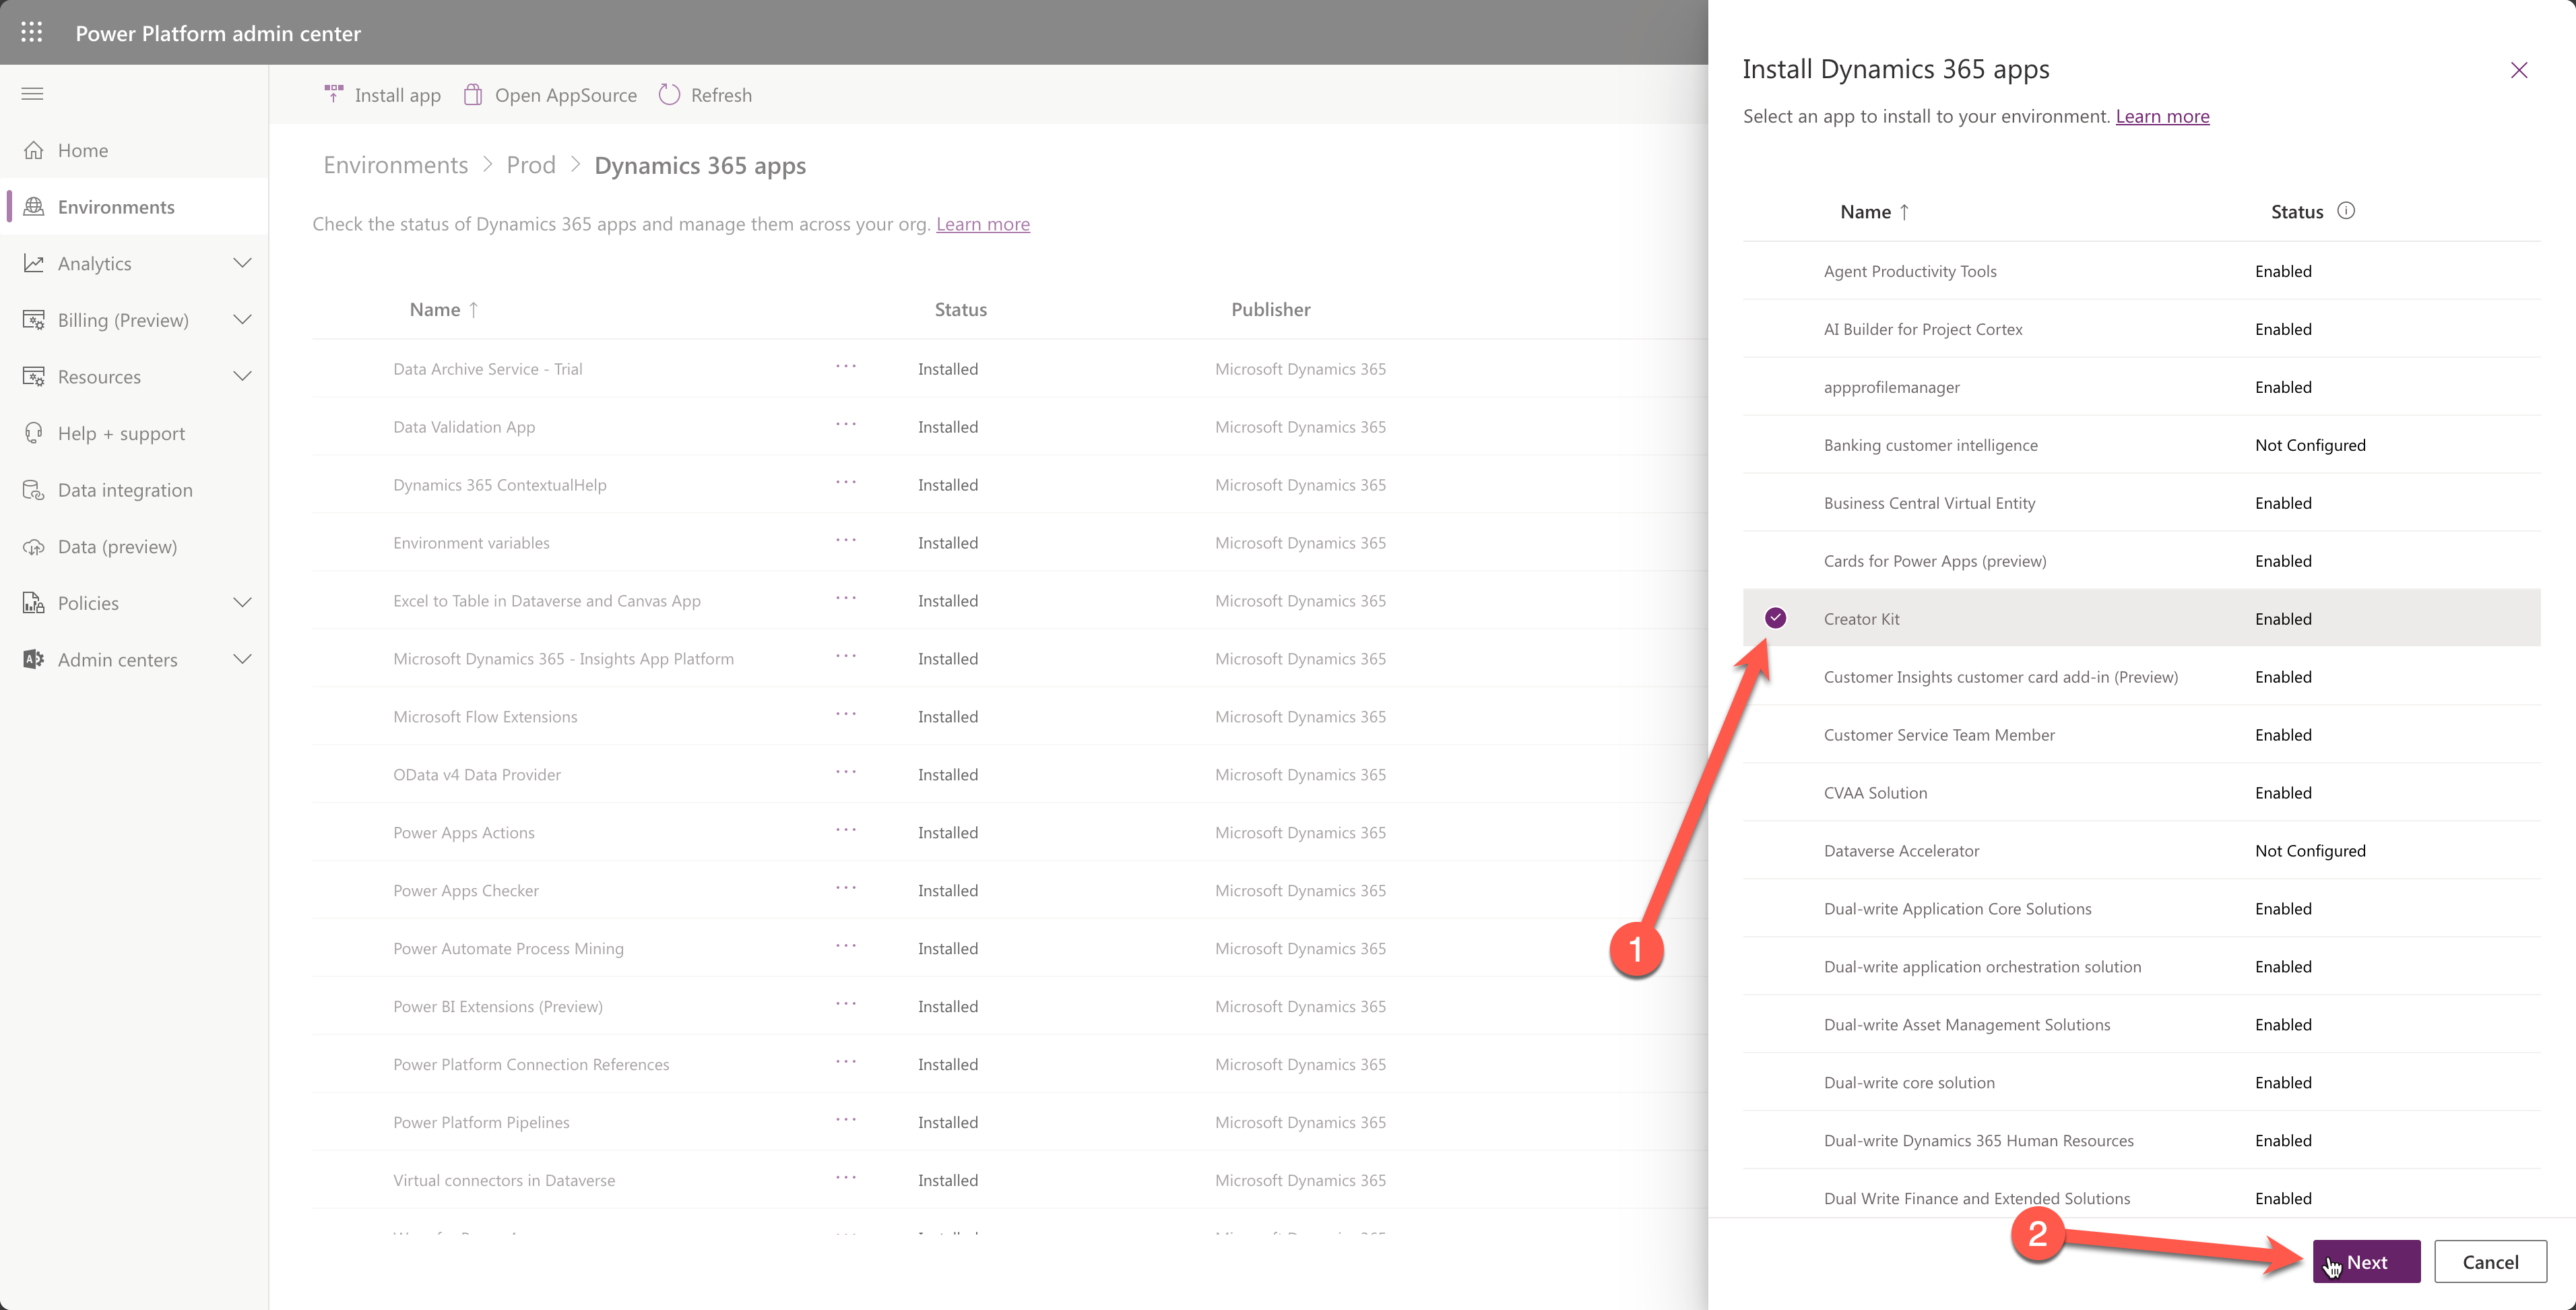 Power Platform admin center
Install app
Open AppSource
Refresh
Home
Environments
Analytics
Billing (Preview)
Resources
Help + support
Data integration
Data (preview)
Policies
Admin centers
Environments > Prod > Dynamics 365 apps
Check the status of Dynamics 365 apps and manage them across your org. Learn more
Name ↑ Status Publisher
Data Archive Service - Trial ... Installed Microsoft Dynamics 365
Data Validation App ... Installed Microsoft Dynamics 365
Dynamics 365 ContextualHelp ... Installed Microsoft Dynamics 365
Environment variables ... Installed Microsoft Dynamics 365
Excel to Table in Dataverse and Canvas App ... Installed Microsoft Dynamics 365
Microsoft Dynamics 365 - Insights App Platform ... Installed Microsoft Dynamics 365
Microsoft Flow Extensions ... Installed Microsoft Dynamics 365
OData v4 Data Provider ... Installed Microsoft Dynamics 365
Power Apps Actions ... Installed Microsoft Dynamics 365
Power Apps Checker ... Installed Microsoft Dynamics 365
Power Automate Process Mining ... Installed Microsoft Dynamics 365
Power BI Extensions (Preview) ... Installed Microsoft Dynamics 365
Power Platform Connection References ... Installed Microsoft Dynamics 365
Power Platform Pipelines ... Installed Microsoft Dynamics 365
Virtual connectors in Dataverse ... Installed Microsoft Dynamics 365
Install Dynamics 365 apps
Select an app to install to your environment. Learn more
Name ↑ Status
Agent Productivity Tools Enabled
AI Builder for Project Cortex Enabled
appprofilemanager Enabled
Banking customer intelligence Not Configured
Business Central Virtual Entity Enabled
Cards for Power Apps (preview) Enabled
Creator Kit Enabled
Customer Insights customer card add-in (Preview) Enabled
Customer Service Team Member Enabled
CVAA Solution Enabled
Dataverse Accelerator Not Configured
Dual-write Application Core Solutions Enabled
Dual-write application orchestration solution Enabled
Dual-write Asset Management Solutions Enabled
Dual-write core solution Enabled
Dual-write Dynamics 365 Human Resources Enabled
Dual Write Finance and Extended Solutions Enabled
1
2
Next
Cancel